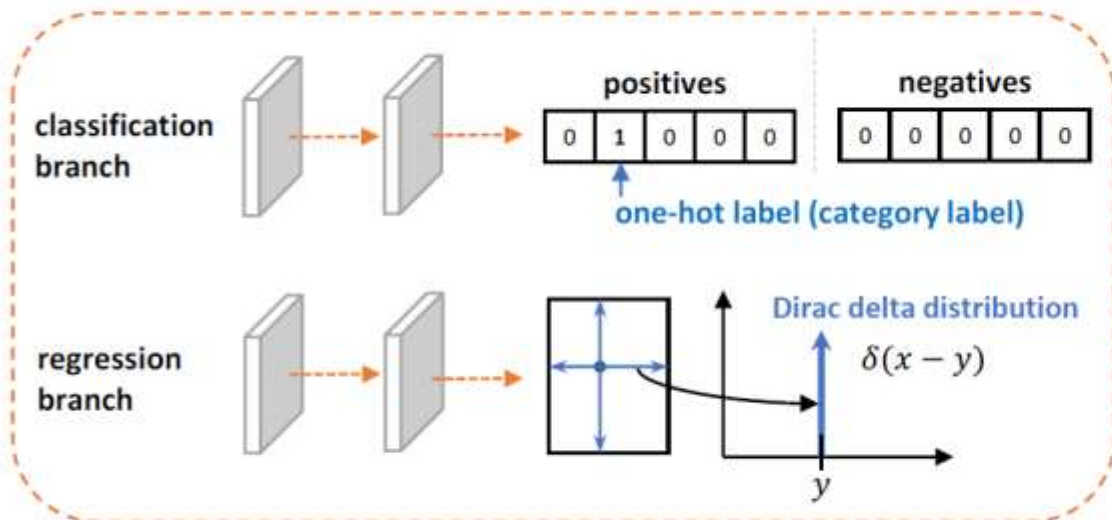 positives
negatives
classification
branch
0 1 0 0 0
0 0 0 0 0
one-hot label (category label)
Dirac delta distribution
δ(x − y)
regression
branch
y